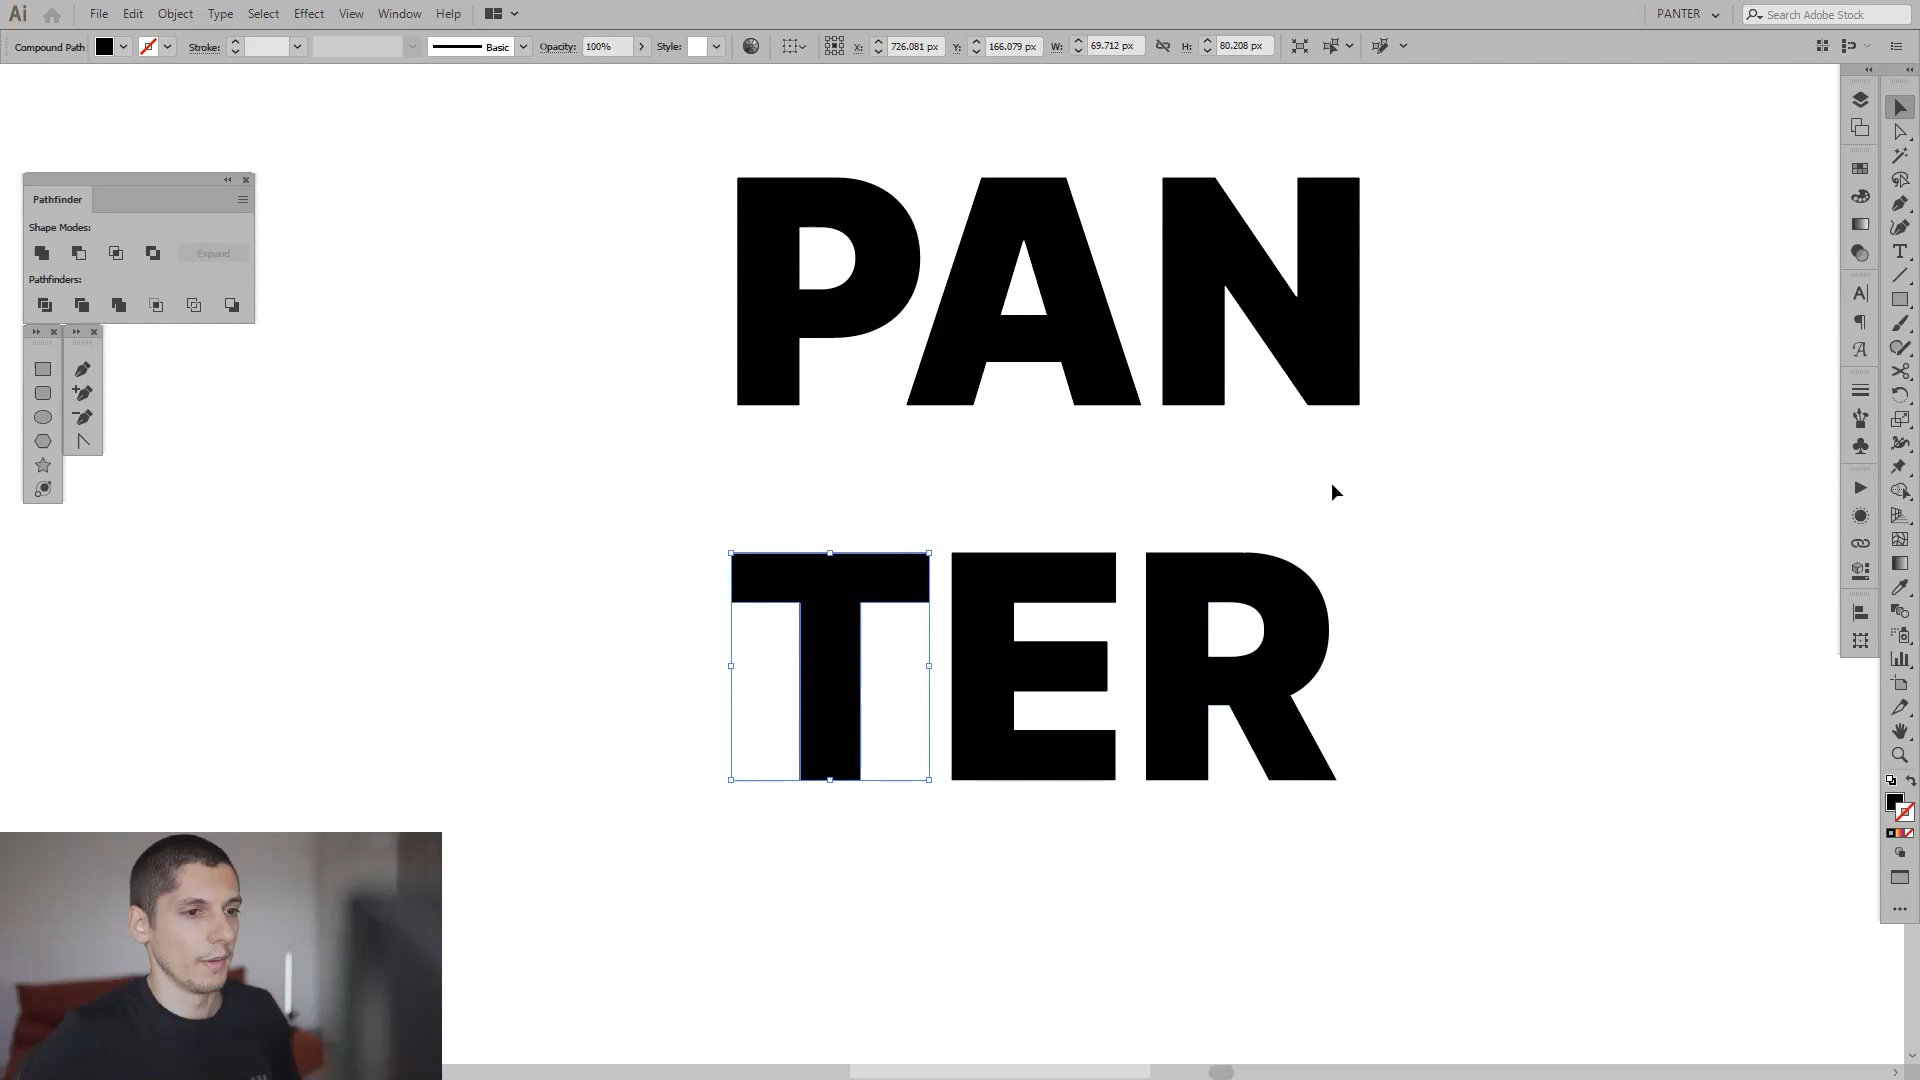 Ai File Edit Object Type Select Effect View Window Help PANTER Search Adobe Stock
Compound Path Stroke: Basic Opacity: 100% Style: X: 726.081 px Y: 166.079 px W: 69.712 px H: 80.208 px
Pathfinder
Shape Modes:
Expand
Pathfinders:
PAN
TER